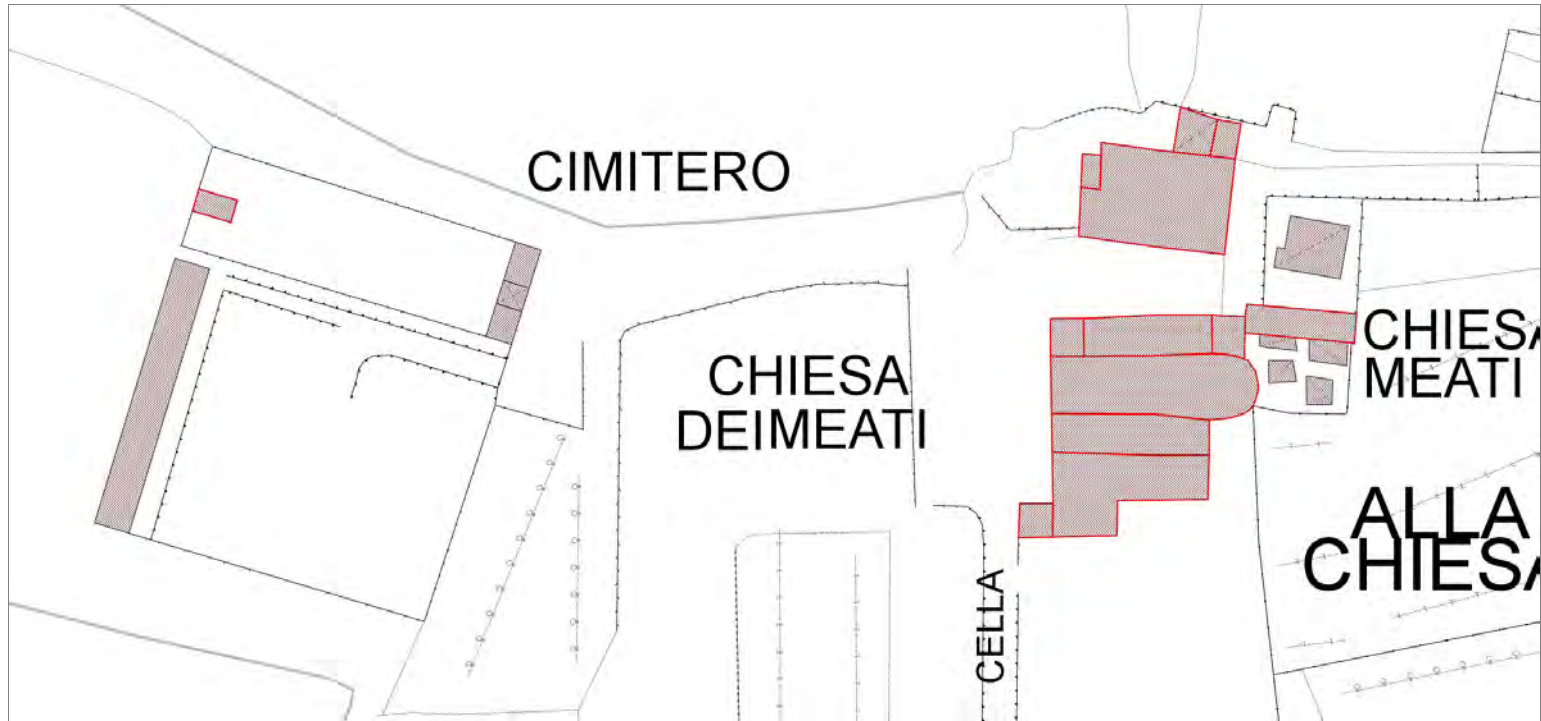 CIMITERO
CHIESA
DEIMEATI
CHIESA
MEATI
ALLA
CHIESA
CELLA